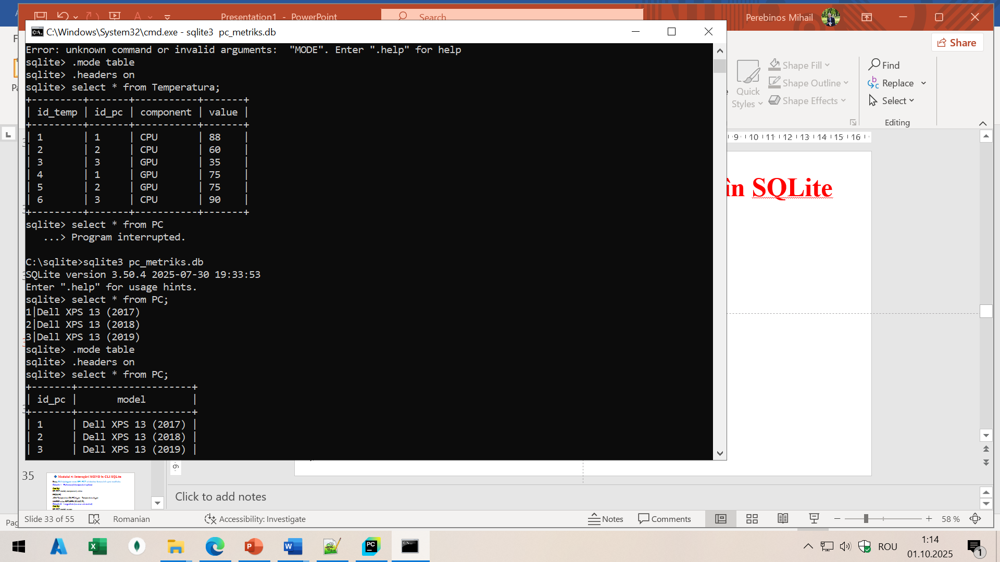 Presentation1 - PowerPoint
Search
Perebinos Mihail
C:\Windows\System32\cmd.exe - sqlite3  pc_metriks.db
Share
Error: unknown command or invalid arguments:  "MODE". Enter ".help" for help
sqlite> .mode table
sqlite> .headers on
sqlite> select * from Temperatura;
+---------+-------+-----------+-------+
| id_temp | id_pc | component | value |
+---------+-------+-----------+-------+
| 1       | 1     | CPU       | 88    |
| 2       | 2     | CPU       | 60    |
| 3       | 3     | GPU       | 35    |
| 4       | 1     | GPU       | 75    |
| 5       | 2     | GPU       | 75    |
| 6       | 3     | CPU       | 90    |
+---------+-------+-----------+-------+
sqlite> select * from PC
   ...> Program interrupted.
C:\sqlite>sqlite3 pc_metriks.db
SQLite version 3.50.4 2025-07-30 19:33:53
Enter ".help" for usage hints.
sqlite> select * from PC;
1|Dell XPS 13 (2017)
2|Dell XPS 13 (2018)
3|Dell XPS 13 (2019)
sqlite> .mode table
sqlite> .headers on
sqlite> select * from PC;
+-------+--------------------+
| id_pc |       model        |
+-------+--------------------+
| 1     | Dell XPS 13 (2017) |
| 2     | Dell XPS 13 (2018) |
| 3     | Dell XPS 13 (2019) |
Quick
Styles
Shape Fill
Shape Outline
Shape Effects
Find
Replace
Select
Editing
9 10 11 12 13 14 15 16
în SQLite
35
Modulul 4: Interogări MONO în CLI SQLite
Click to add notes
Slide 33 of 55
Romanian
Accessibility: Investigate
Notes
Comments
58 %
ROU
1:14
01.10.2025
1